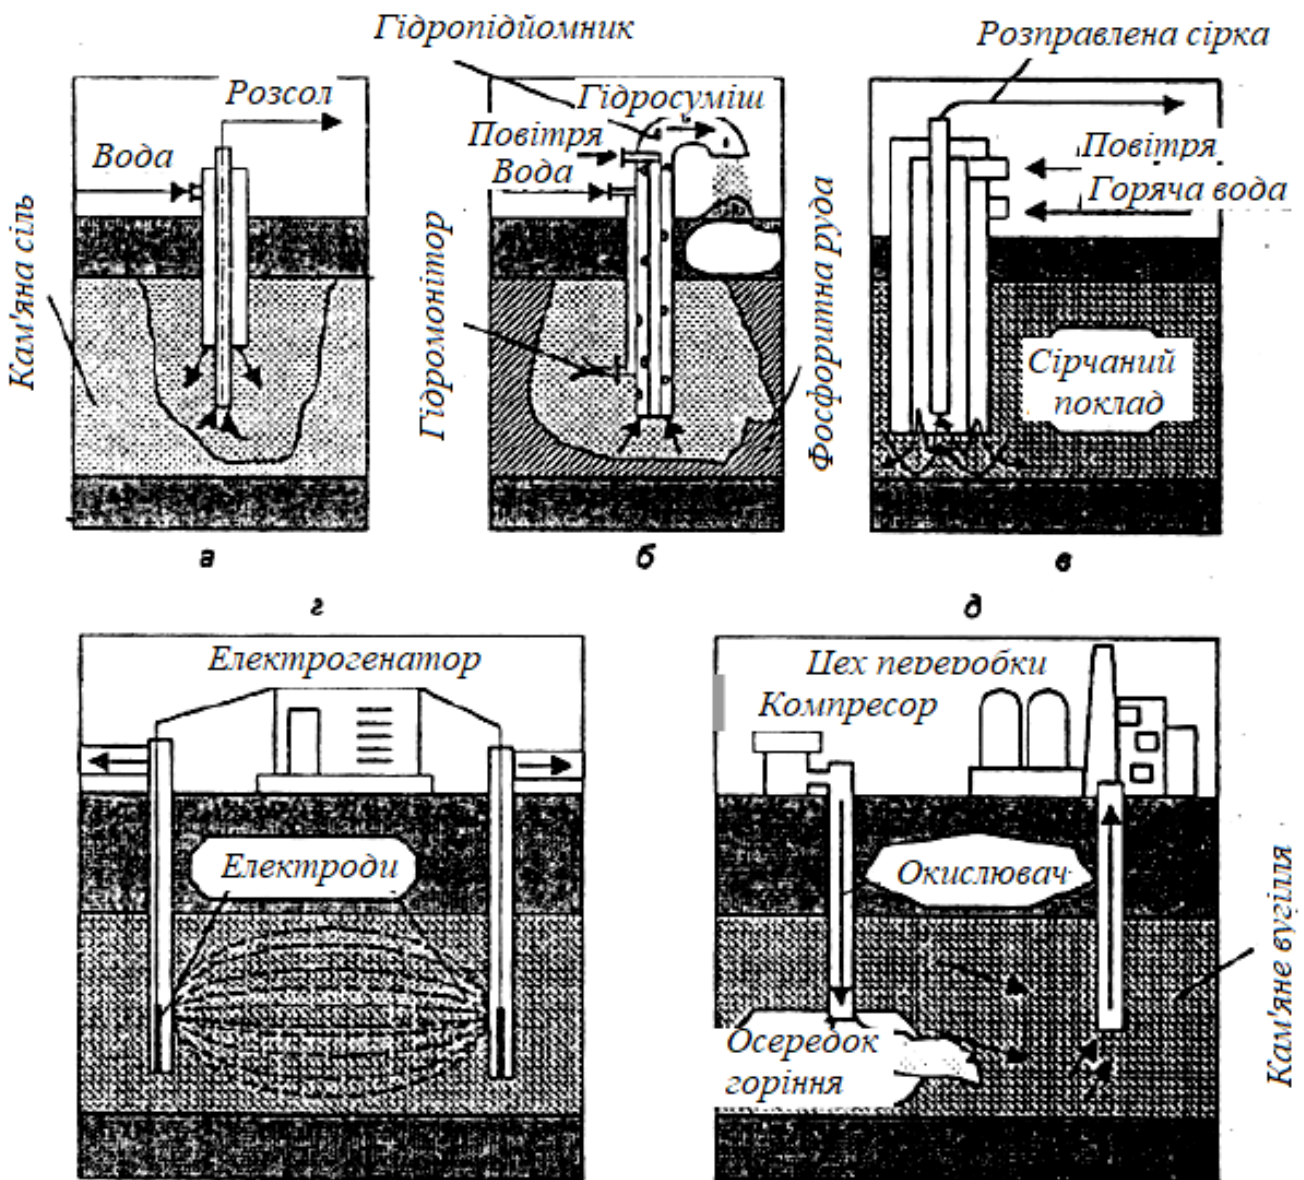 Гідропідйомник
Розправлена сірка
Розсол
Вода
Кам'яна сіль
а
Гідросуміш
Повітря
Вода
Гідромонітор
Фосфоритна руда
б
Повітря
Горяча вода
Сірчаний
поклад
в
г
Електрогенатор
Електроди
д
Цех переробки
Компресор
Окислювач
Осередок
горіння
Кам'яне вугілля